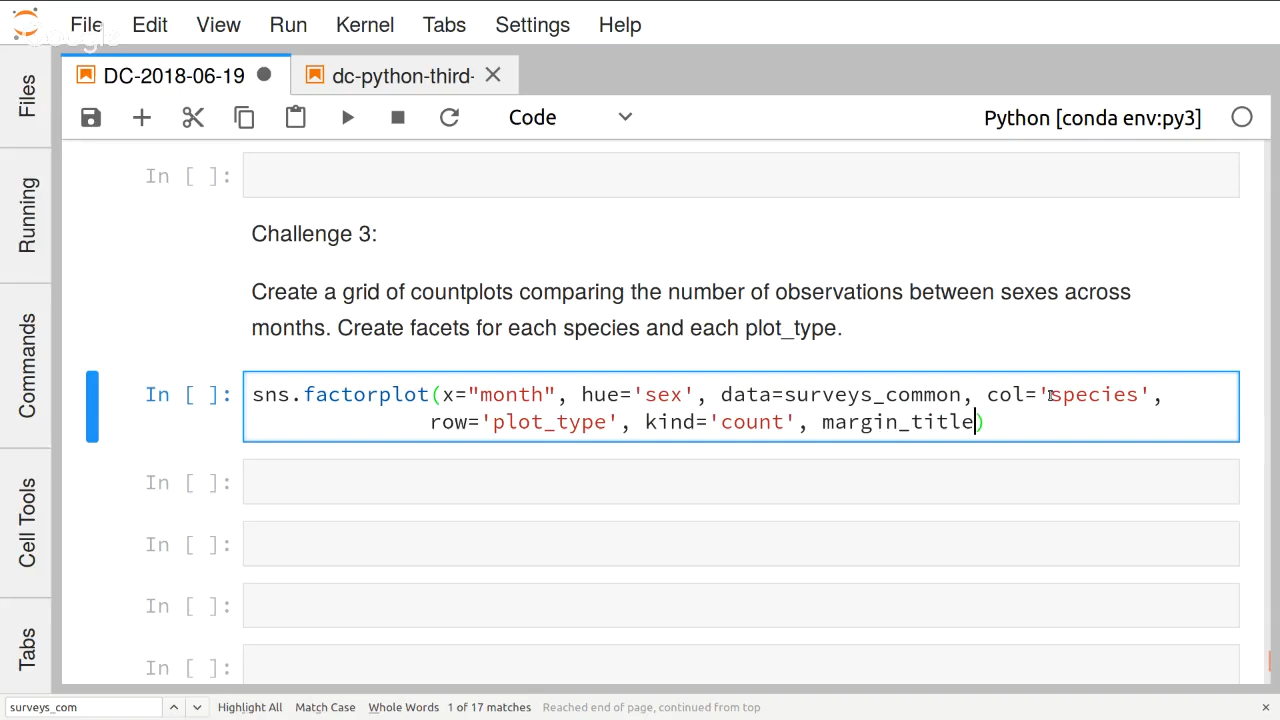 File Edit View Run Kernel Tabs Settings Help
Google
DC-2018-06-19 dc-python-third-
Code Python [conda env:py3]
Files
Running
Commands
Cell Tools
Tabs
In [ ]:
Challenge 3:
Create a grid of countplots comparing the number of observations between sexes across
months. Create facets for each species and each plot_type.
In [ ]: sns.factorplot(x="month", hue='sex', data=surveys_common, col='species',
row='plot_type', kind='count', margin_title)
In [ ]:
In [ ]:
In [ ]:
In [ ]:
surveys_com Highlight All Match Case Whole Words 1 of 17 matches Reached end of page, continued from top